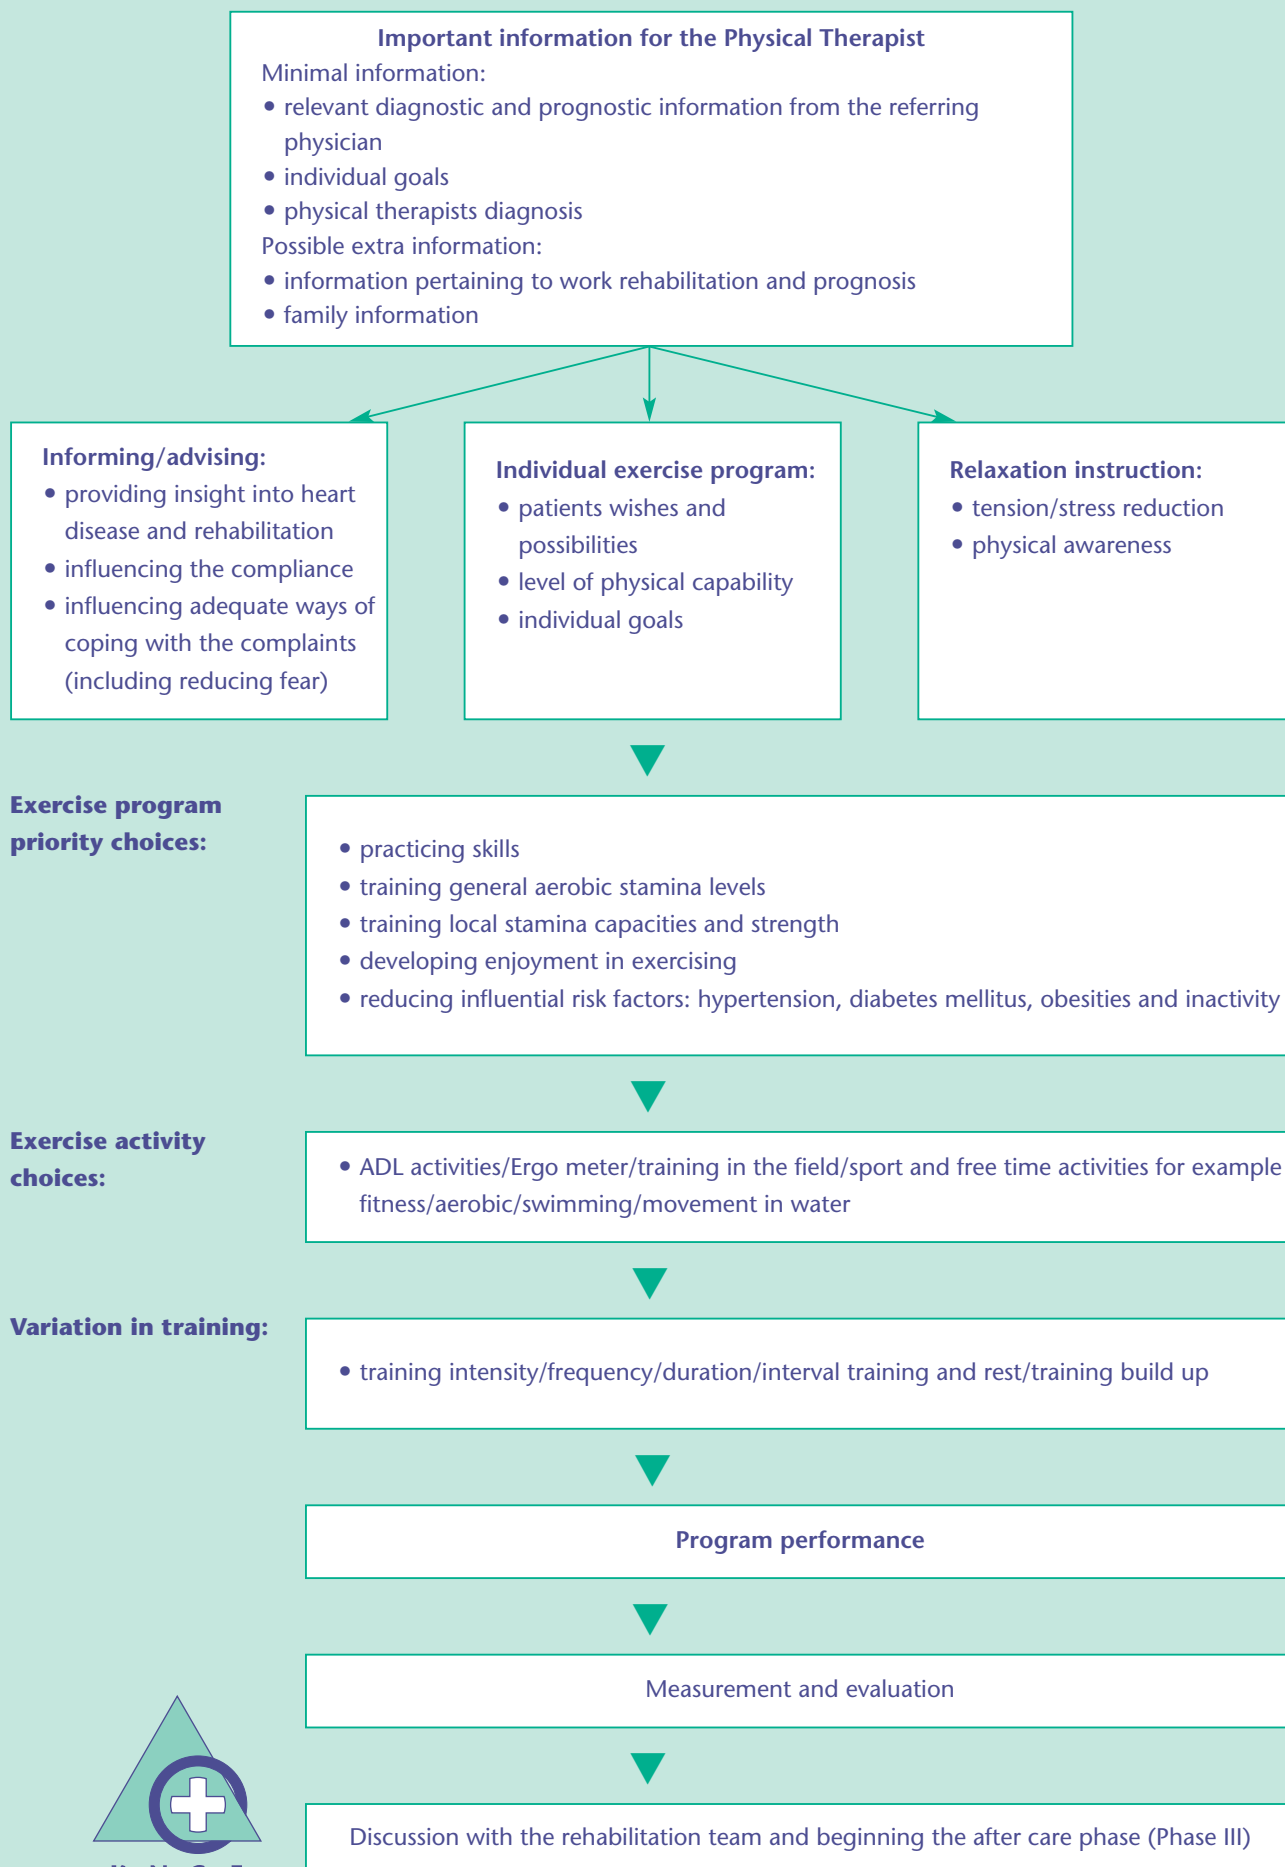 Important information for the Physical Therapist
Minimal information:
• relevant diagnostic and prognostic information from the referring
physician
• individual goals
• physical therapists diagnosis
Possible extra information:
• information pertaining to work rehabilitation and prognosis
• family information
Informing/advising:
• providing insight into heart
disease and rehabilitation
• influencing the compliance
• influencing adequate ways of
coping with the complaints
(including reducing fear)
Individual exercise program:
• patients wishes and
possibilities
• level of physical capability
• individual goals
Relaxation instruction:
• tension/stress reduction
• physical awareness
Exercise program
priority choices:
• practicing skills
• training general aerobic stamina levels
• training local stamina capacities and strength
• developing enjoyment in exercising
• reducing influential risk factors: hypertension, diabetes mellitus, obesities and inactivity
Exercise activity
choices:
• ADL activities/Ergo meter/training in the field/sport and free time activities for example
fitness/aerobic/swimming/movement in water
Variation in training:
• training intensity/frequency/duration/interval training and rest/training build up
Program performance
Measurement and evaluation
Discussion with the rehabilitation team and beginning the after care phase (Phase III)